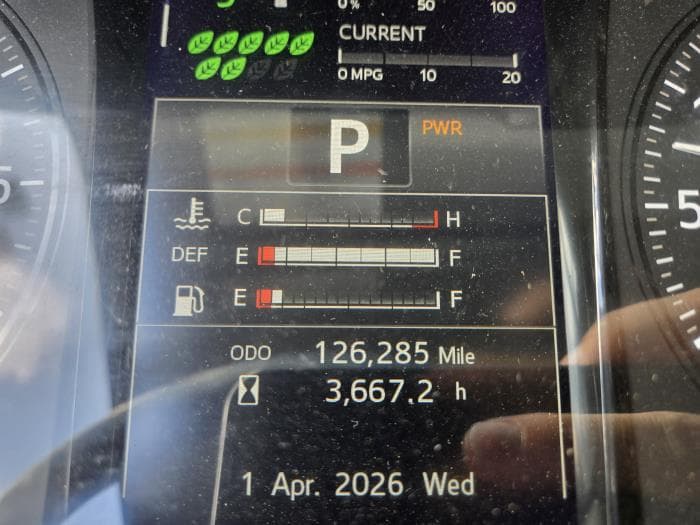 0% 50 100
CURRENT
0 MPG 10 20
P PWR
C H
DEF E F
E F
ODO 126,285 Mile
3,667.2 h
1 Apr. 2026 Wed
5